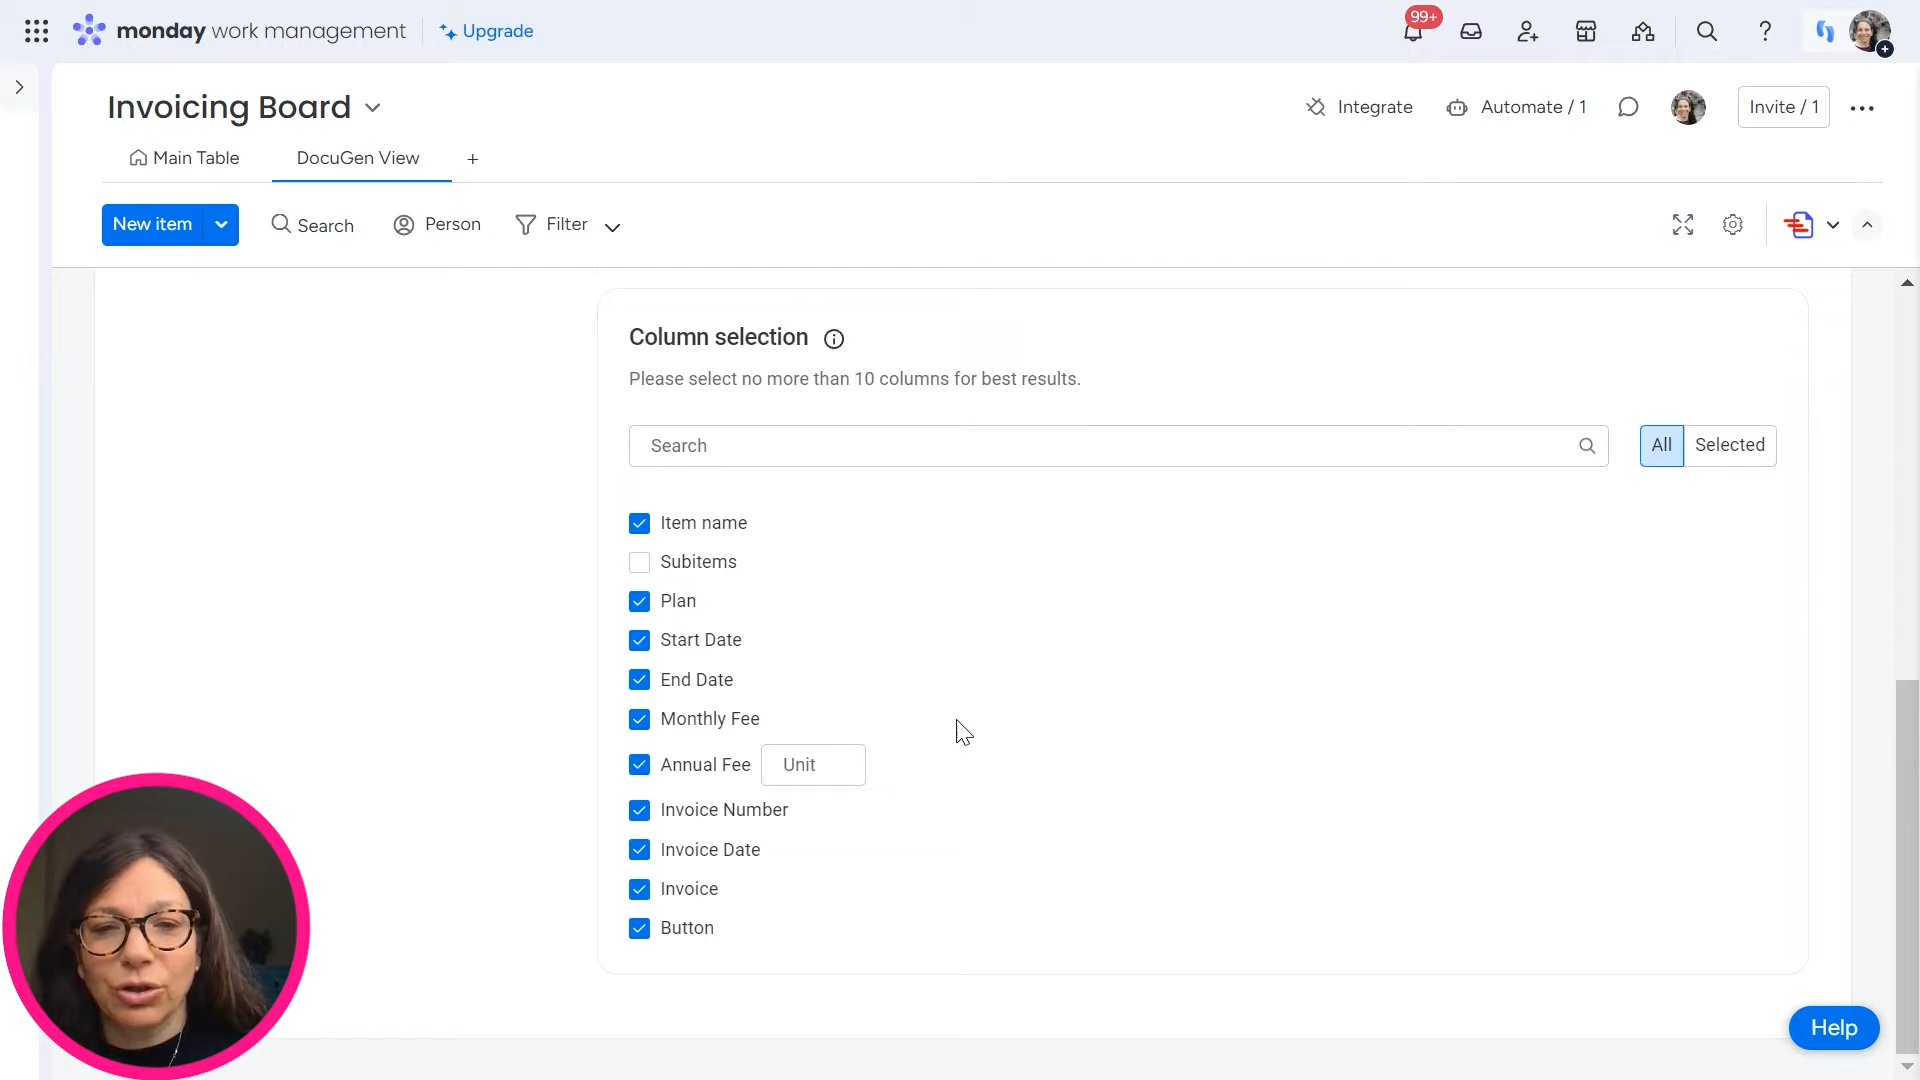 monday work management
Upgrade
99+
Invoicing Board
Integrate
Automate / 1
Invite / 1
Main Table
DocuGen View
+
New item
Search
Person
Filter
Column selection
Please select no more than 10 columns for best results.
Search
All
Selected
Item name
Subitems
Plan
Start Date
End Date
Monthly Fee
Annual Fee
Unit
Invoice Number
Invoice Date
Invoice
Button
Help